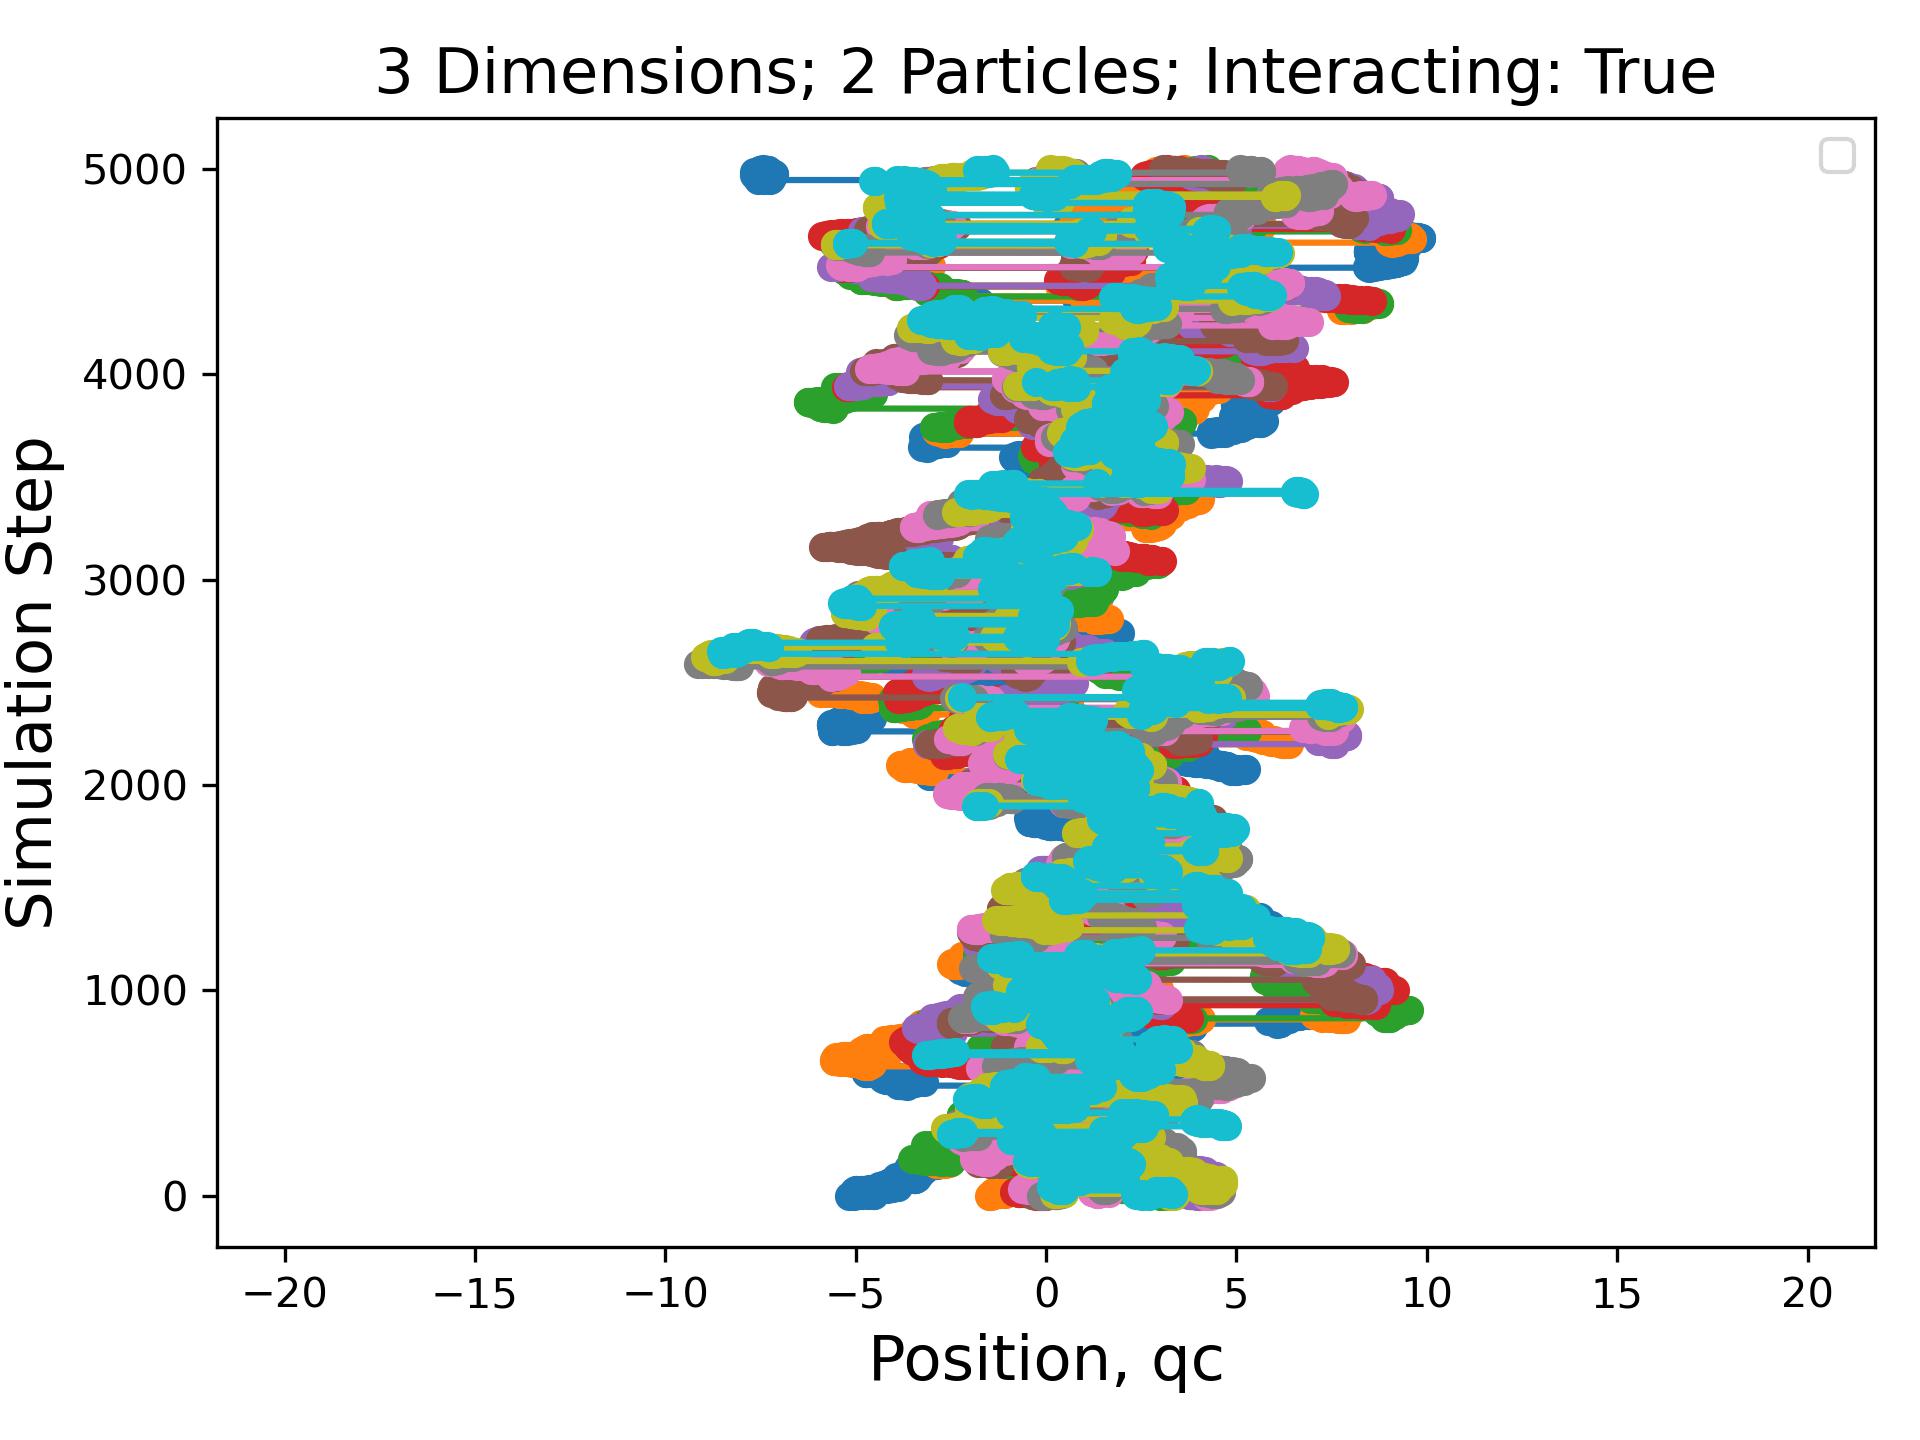 3 Dimensions; 2 Particles; Interacting: True
5000
4000
3000
2000
1000
0
Simulation Step
−20 −15 −10 −5 0 5 10 15 20
Position, qc